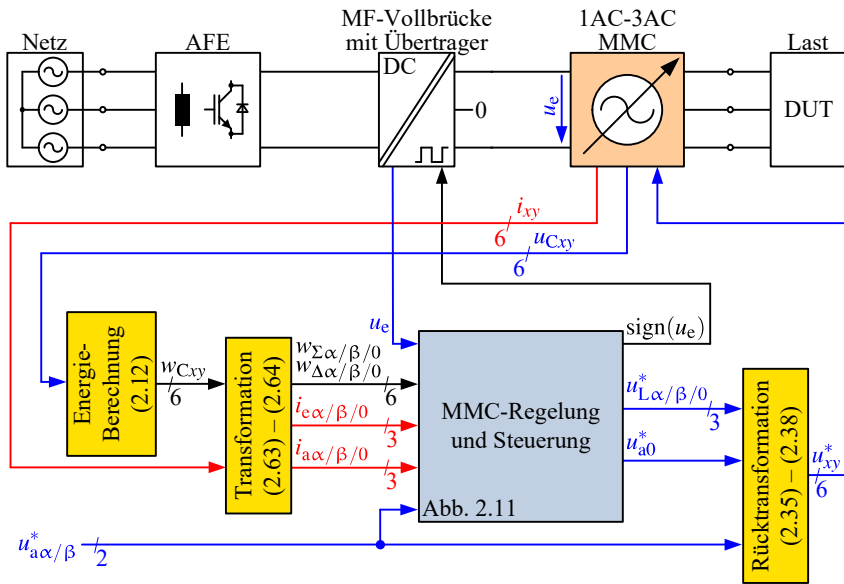 Netz
AFE
MF-Vollbrücke
mit Übertrager
1AC-3AC
MMC
Last
DC
0
u_e
DUT
i_xy
6
u_Cxy
6
u_e
sign(u_e)
Energie-
Berechnung
(2.12)
w_Cxy
6
Transformation
(2.63) – (2.64)
w_Σα/β/0
w_Δα/β/0
6
i_eα/β/0
3
i_aα/β/0
3
MMC-Regelung
und Steuerung
Abb. 2.11
u*_Lα/β/0
3
u*_a0
Rücktransformation
(2.35) – (2.38)
u*_xy
6
u*_aα/β
2